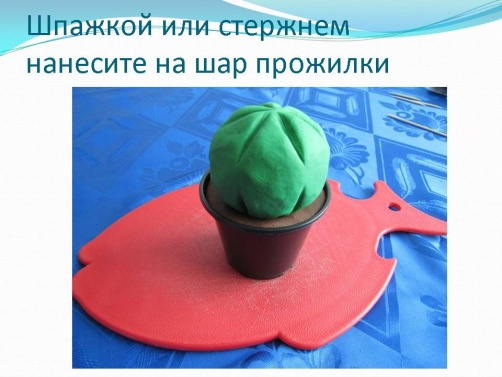 Шпажкой или стержнем
нанесите на шар прожилки